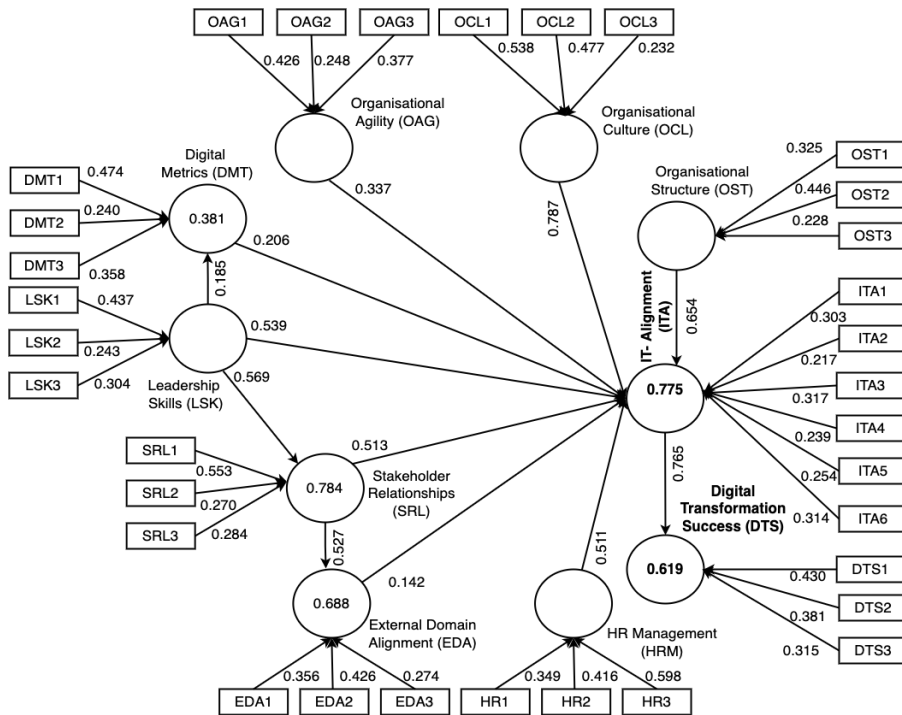 OAG1 OAG2 OAG3 OCL1 OCL2 OCL3
0.426 0.248 0.377 0.538 0.477 0.232
Organisational
Agility (OAG)
Organisational
Culture (OCL)
Digital
Metrics (DMT)
Organisational
Structure (OST)
DMT1 0.474
DMT2 0.240
DMT3 0.358
0.381
0.337
0.787
0.206
0.185
0.325 OST1
0.446 OST2
0.228 OST3
LSK1 0.437
LSK2 0.243
LSK3 0.304
Leadership
Skills (LSK)
0.539
0.569
IT- Alignment
(ITA)
0.654
0.775
ITA1
0.303
ITA2
0.217
ITA3
0.317
ITA4
0.239
ITA5
0.254
ITA6
0.314
SRL1
0.553
SRL2
0.270
SRL3
0.284
0.784
0.513
Stakeholder
Relationships
(SRL)
0.765
Digital
Transformation
Success (DTS)
0.527
0.142
0.511
0.619
DTS1
0.430
DTS2
0.381
DTS3
0.315
0.688
External Domain
Alignment (EDA)
HR Management
(HRM)
0.356 0.426 0.274 0.349 0.416 0.598
EDA1 EDA2 EDA3 HR1 HR2 HR3